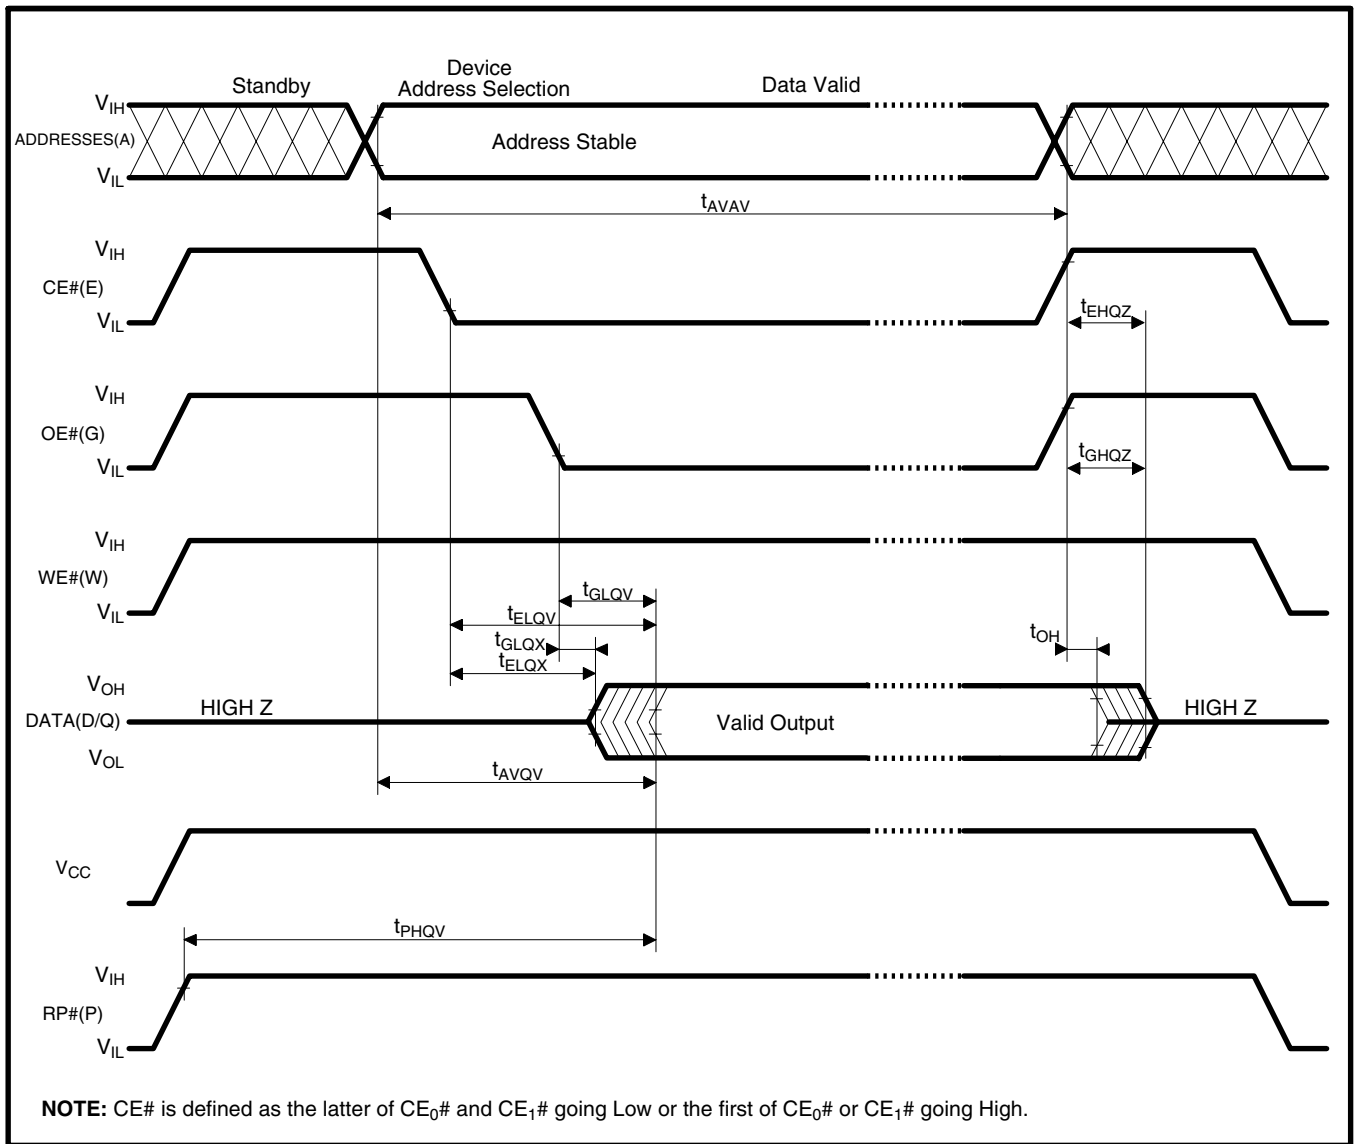 Standby
Device
Address Selection
Data Valid
VIH
ADDRESSES(A)
Address Stable
VIL
tAVAV
VIH
CE#(E)
VIL
tEHQZ
VIH
OE#(G)
VIL
tGHQZ
VIH
WE#(W)
VIL
tGLQV
tELQV
tGLQX
tELQX
tOH
VOH
DATA(D/Q)
HIGH Z
Valid Output
HIGH Z
VOL
tAVQV
VCC
tPHQV
VIH
RP#(P)
VIL
NOTE: CE# is defined as the latter of CE0# and CE1# going Low or the first of CE0# or CE1# going High.